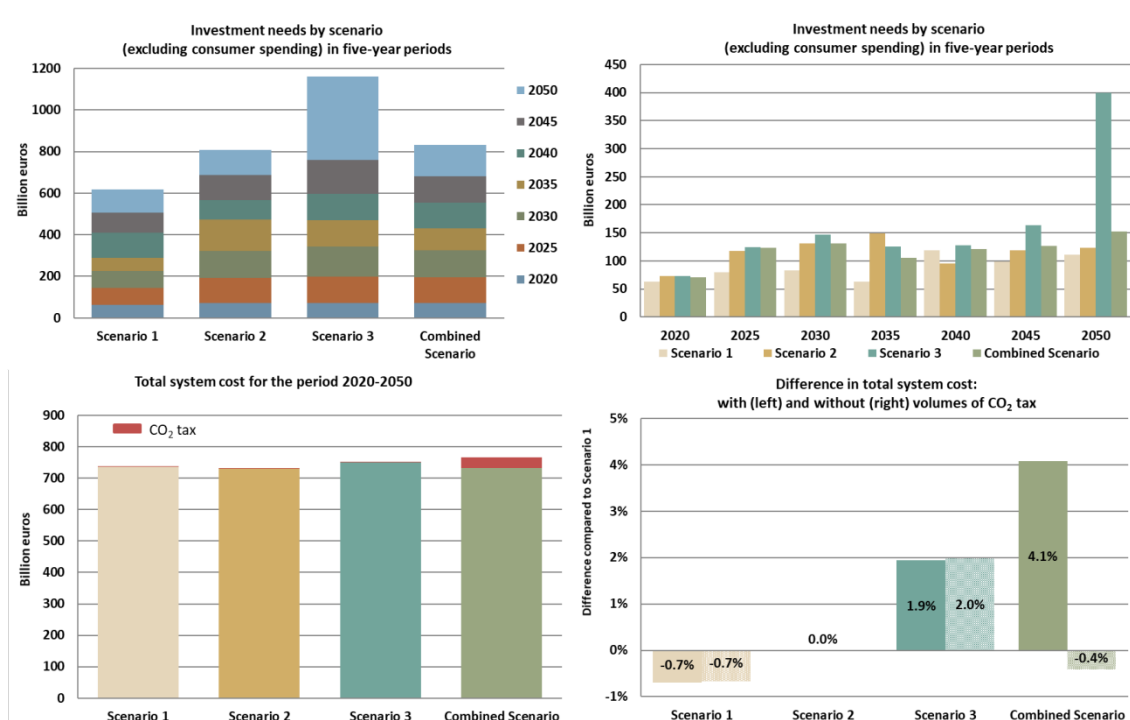 Investment needs by scenario
(excluding consumer spending) in five-year periods
Billion euros
1200
1000
800
600
400
200
0
2050
2045
2040
2035
2030
2025
2020
Scenario 1
Scenario 2
Scenario 3
Combined
Scenario
Investment needs by scenario
(excluding consumer spending) in five-year periods
Billion euros
450
400
350
300
250
200
150
100
50
0
2020 2025 2030 2035 2040 2045 2050
Scenario 1 Scenario 2 Scenario 3 Combined Scenario
Total system cost for the period 2020-2050
Billion euros
900
800
700
600
500
400
300
200
100
0
CO₂ tax
Scenario 1 Scenario 2 Scenario 3 Combined Scenario
Difference in total system cost:
with (left) and without (right) volumes of CO₂ tax
Difference compared to Scenario 1
5%
4%
3%
2%
1%
0%
-1%
-0.7% -0.7%
0.0%
1.9% 2.0%
4.1%
-0.4%
Scenario 1 Scenario 2 Scenario 3 Combined Scenario